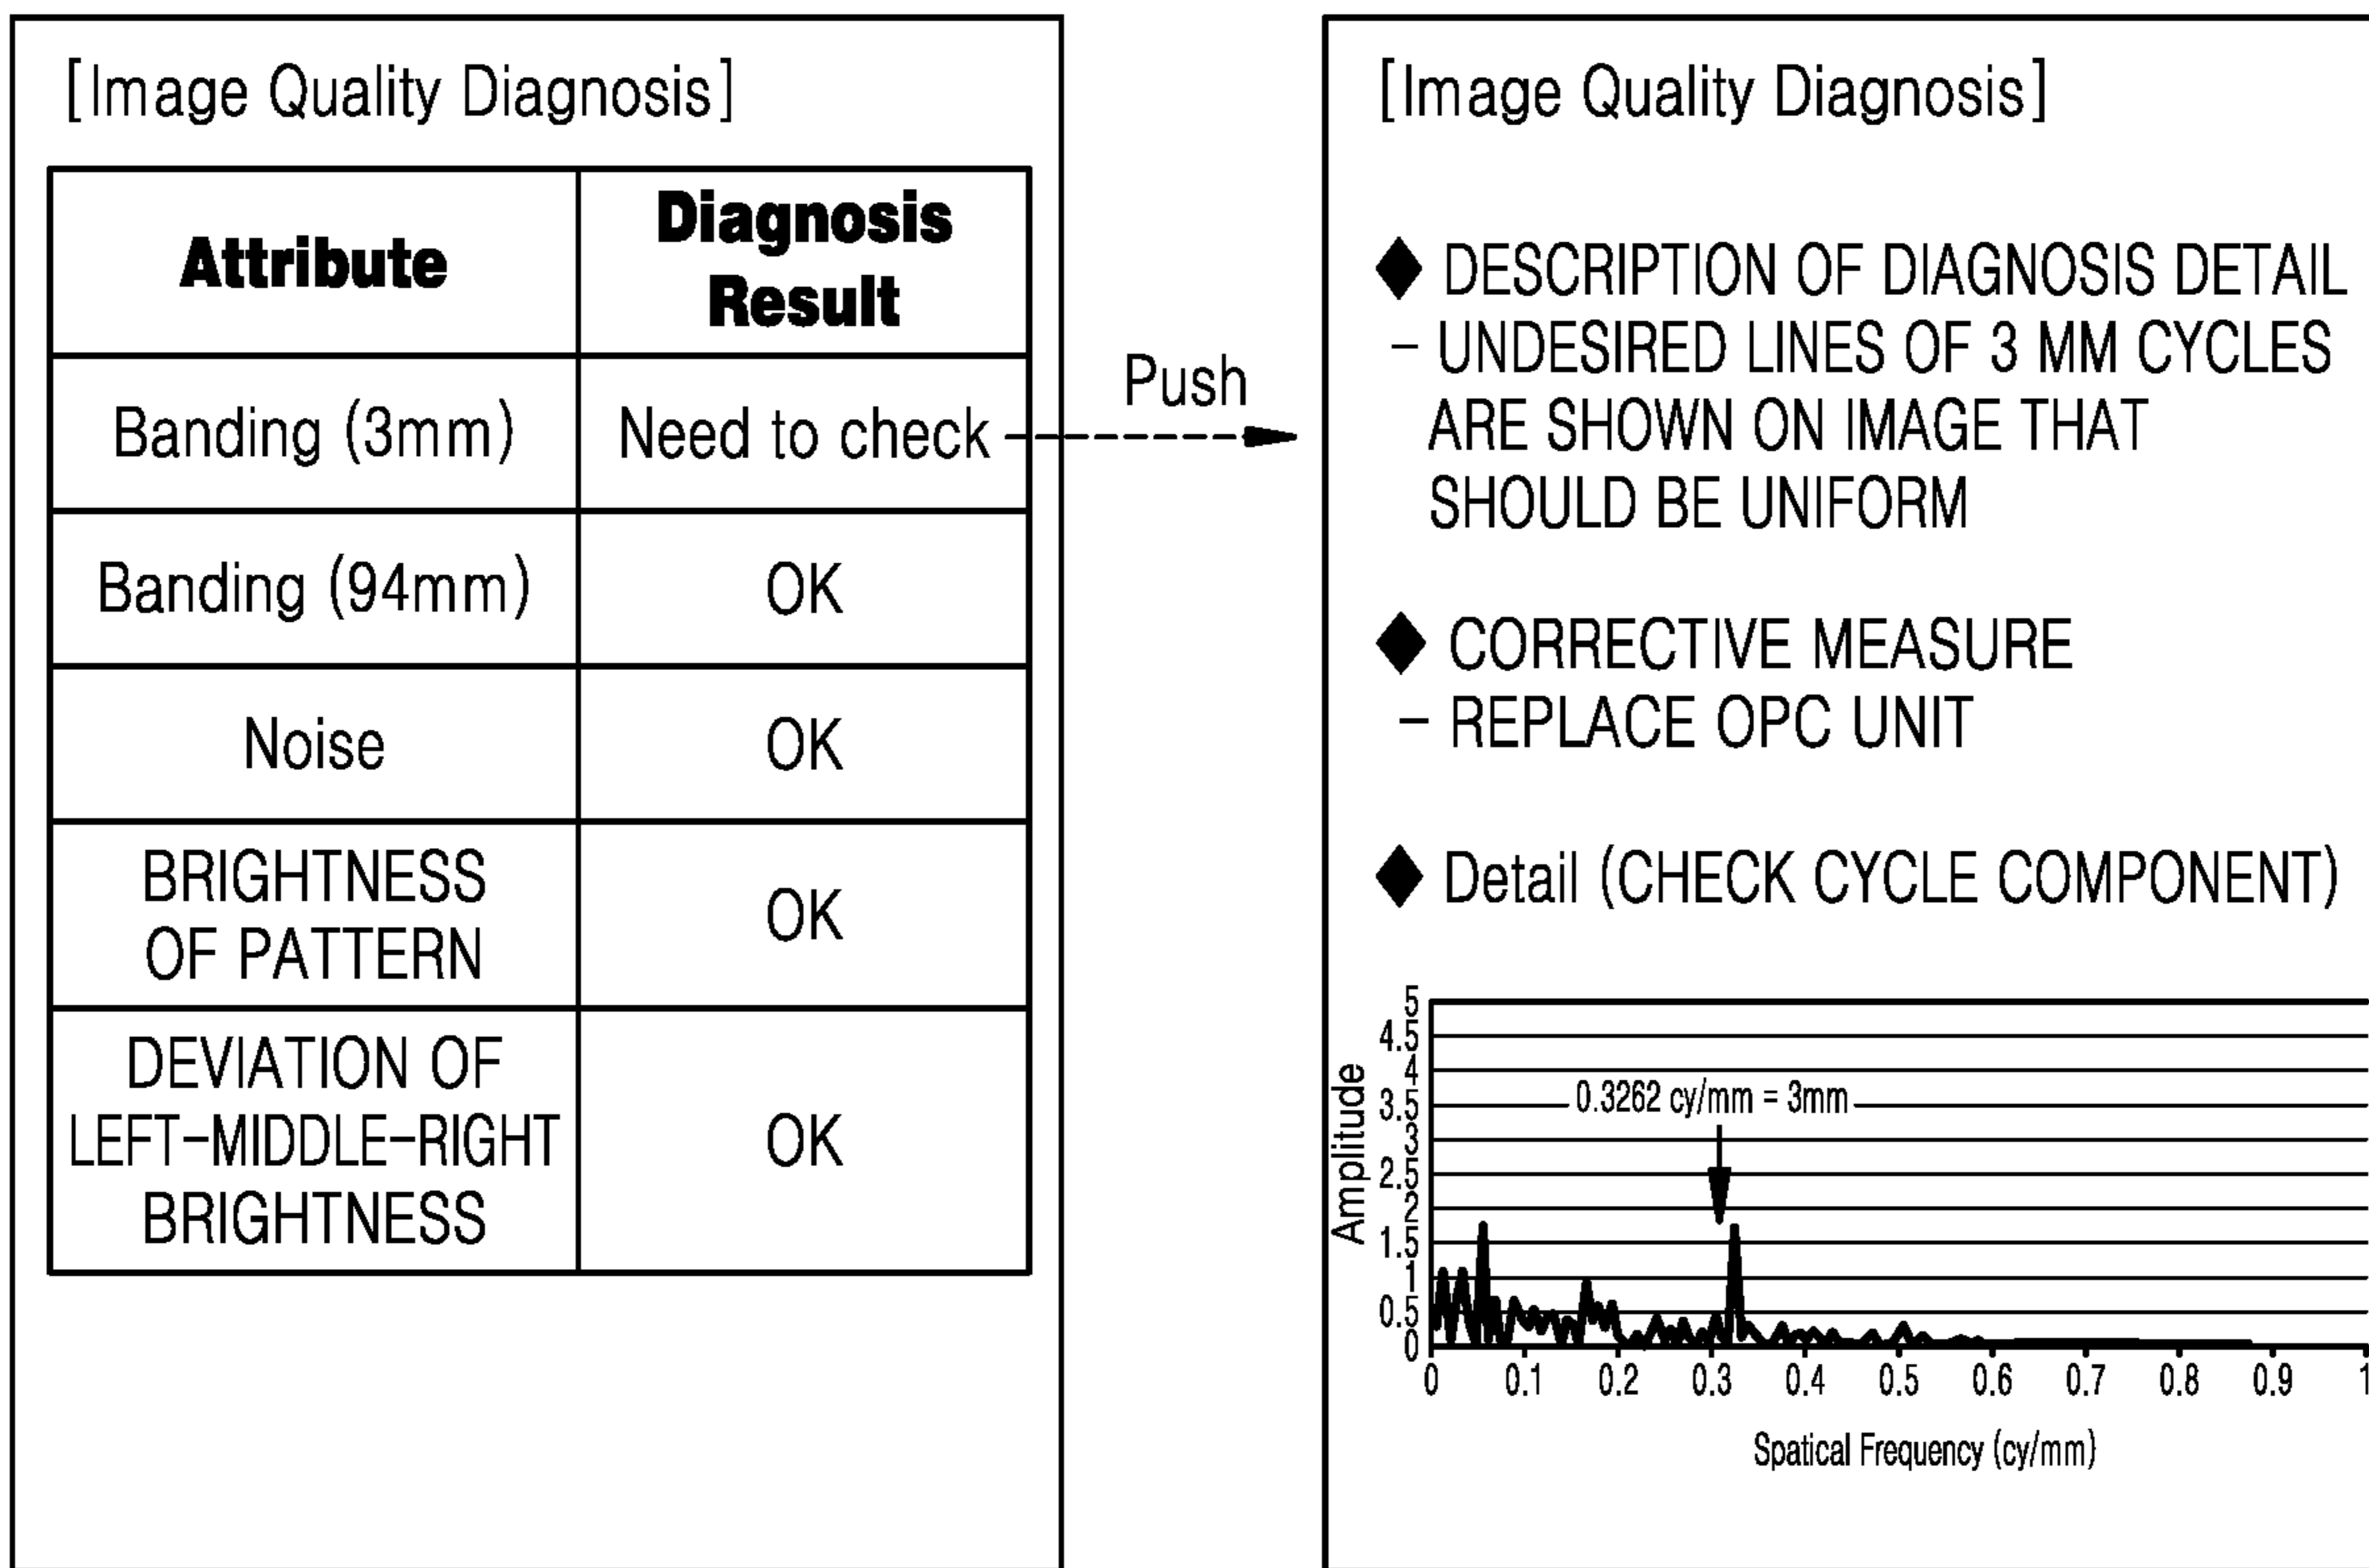 [Image Quality Diagnosis]
Attribute
Diagnosis
Result
Banding (3mm)
Need to check
Banding (94mm)
OK
Noise
OK
BRIGHTNESS
OF PATTERN
OK
DEVIATION OF
LEFT-MIDDLE-RIGHT
BRIGHTNESS
OK
Push
[Image Quality Diagnosis]
◆ DESCRIPTION OF DIAGNOSIS DETAIL
- UNDESIRED LINES OF 3 MM CYCLES
ARE SHOWN ON IMAGE THAT
SHOULD BE UNIFORM
◆ CORRECTIVE MEASURE
- REPLACE OPC UNIT
◆ Detail (CHECK CYCLE COMPONENT)
Amplitude
5
4.5
4
3.5
3
2.5
2
1.5
1
0.5
0
0.3262 cy/mm = 3mm
0 0.1 0.2 0.3 0.4 0.5 0.6 0.7 0.8 0.9 1
Spatical Frequency (cy/mm)